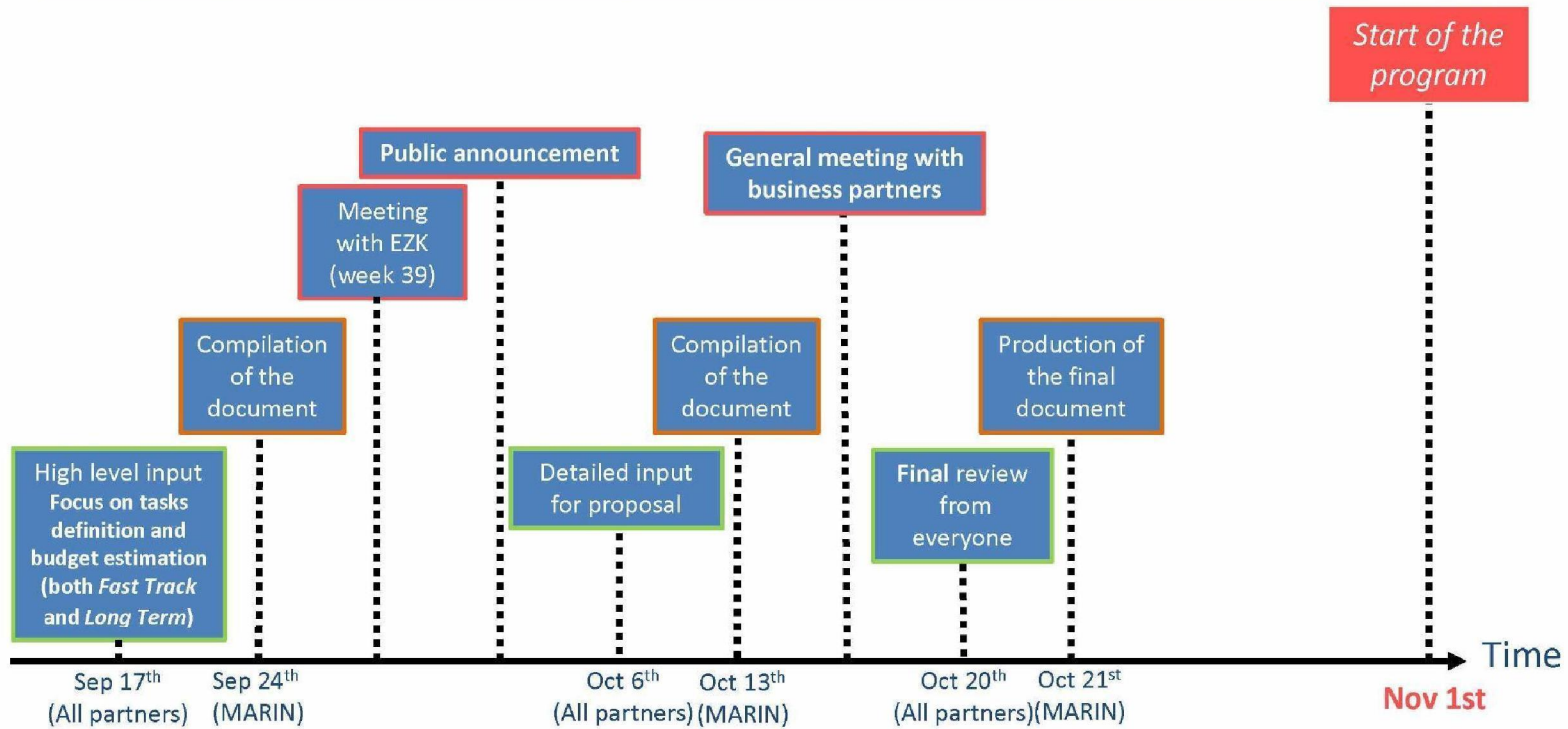 Start of the
program
Public announcement
General meeting with
business partners
Meeting
with EZK
(week 39)
Compilation
of the
document
Compilation
of the
document
Production of
the final
document
High level input
Focus on tasks
definition and
budget estimation
(both Fast Track
and Long Term)
Detailed input
for proposal
Final review
from
everyone
Time
Sep 17th
(All partners)
Sep 24th
(MARIN)
Oct 6th
(All partners)
Oct 13th
(MARIN)
Oct 20th
(All partners)
Oct 21st
(MARIN)
Nov 1st